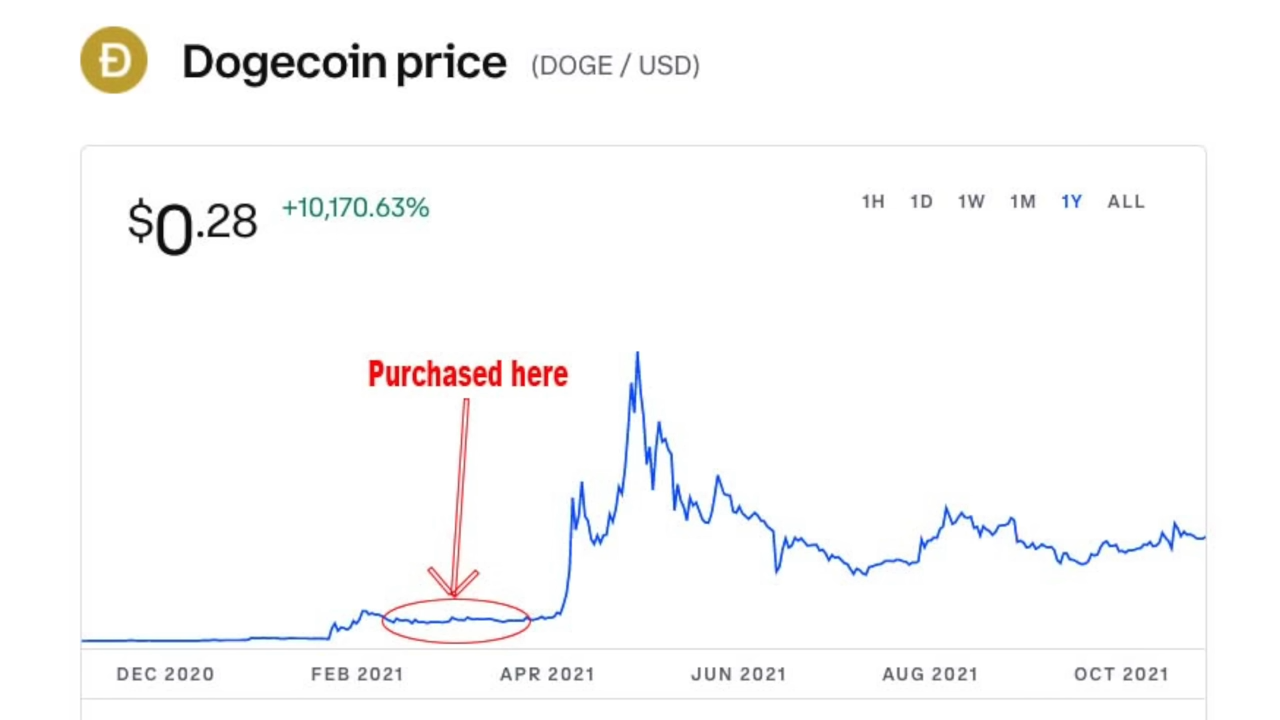 Dogecoin price (DOGE / USD)
$0.28 +10,170.63%
1H 1D 1W 1M 1Y ALL
Purchased here
DEC 2020 FEB 2021 APR 2021 JUN 2021 AUG 2021 OCT 2021